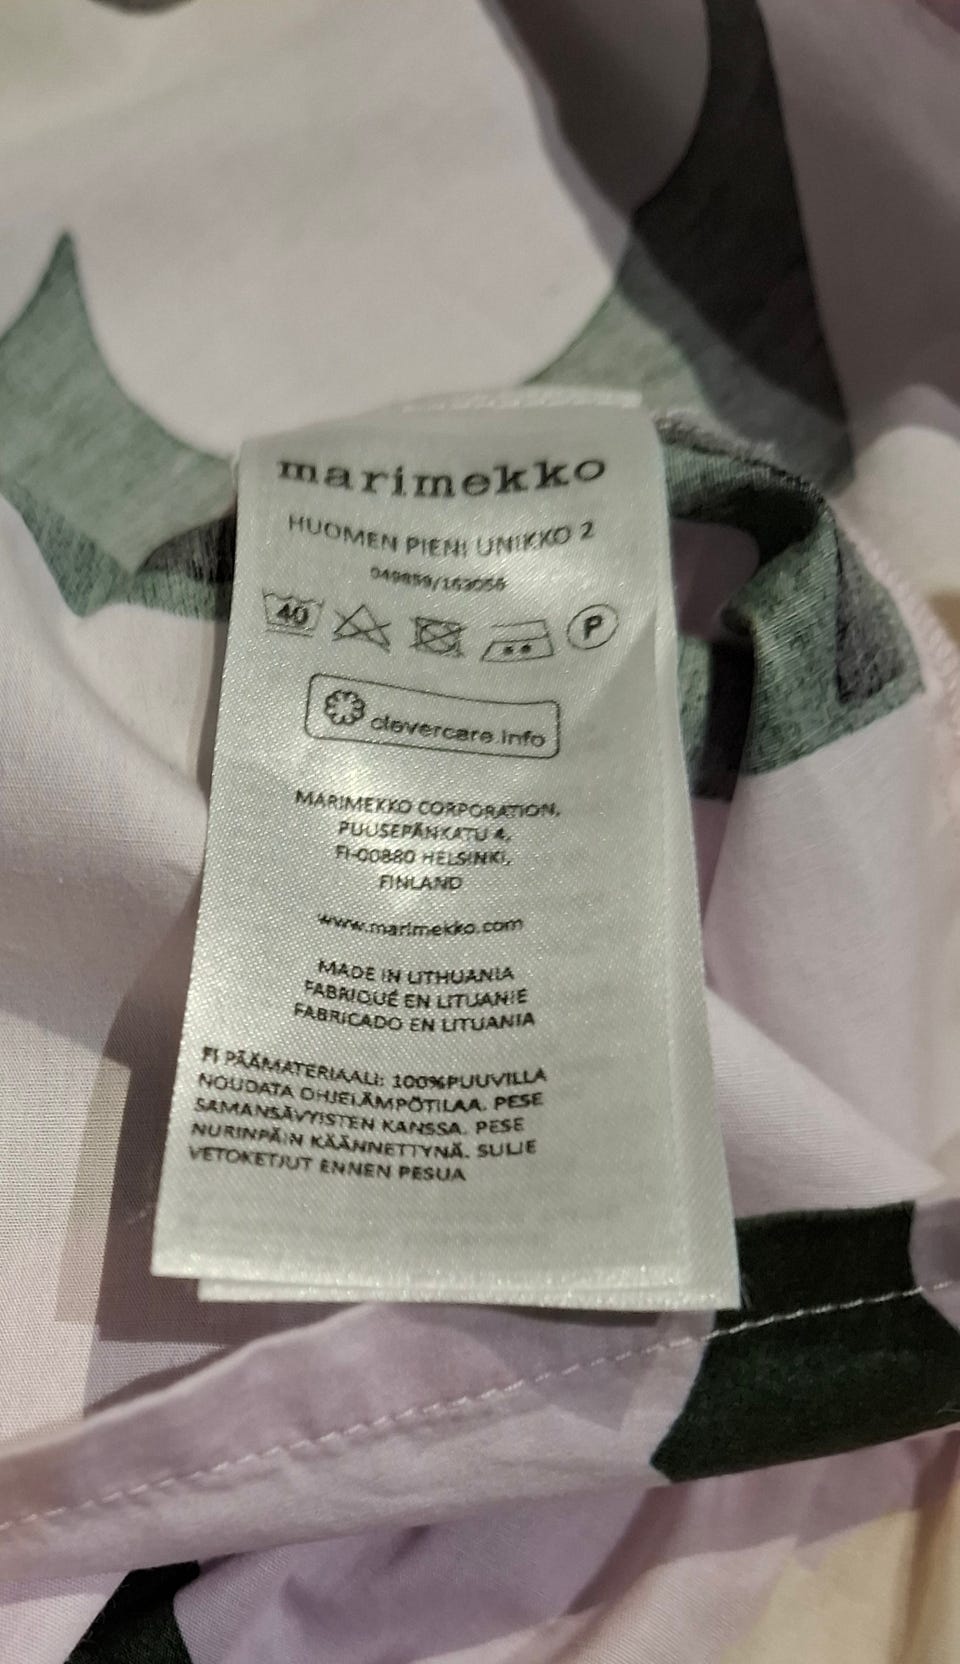 marimekko
HUOMEN PIENI UNIKKO 2
049859/163056
40 P
clevercare.info
MARIMEKKO CORPORATION,
PUUSEPÄNKATU 4,
FI-00880 HELSINKI,
FINLAND
www.marimekko.com
MADE IN LITHUANIA
FABRIQUÉ EN LITUANIE
FABRICADO EN LITUANIA
FI PÄÄMATERIAALI: 100%PUUVILLA
NOUDATA OHJELÄMPÖTILAA. PESE
SAMANSÄVYISTEN KANSSA. PESE
NURINPÄIN KÄÄNNETTYNÄ. SULJE
VETOKETJUT ENNEN PESUA